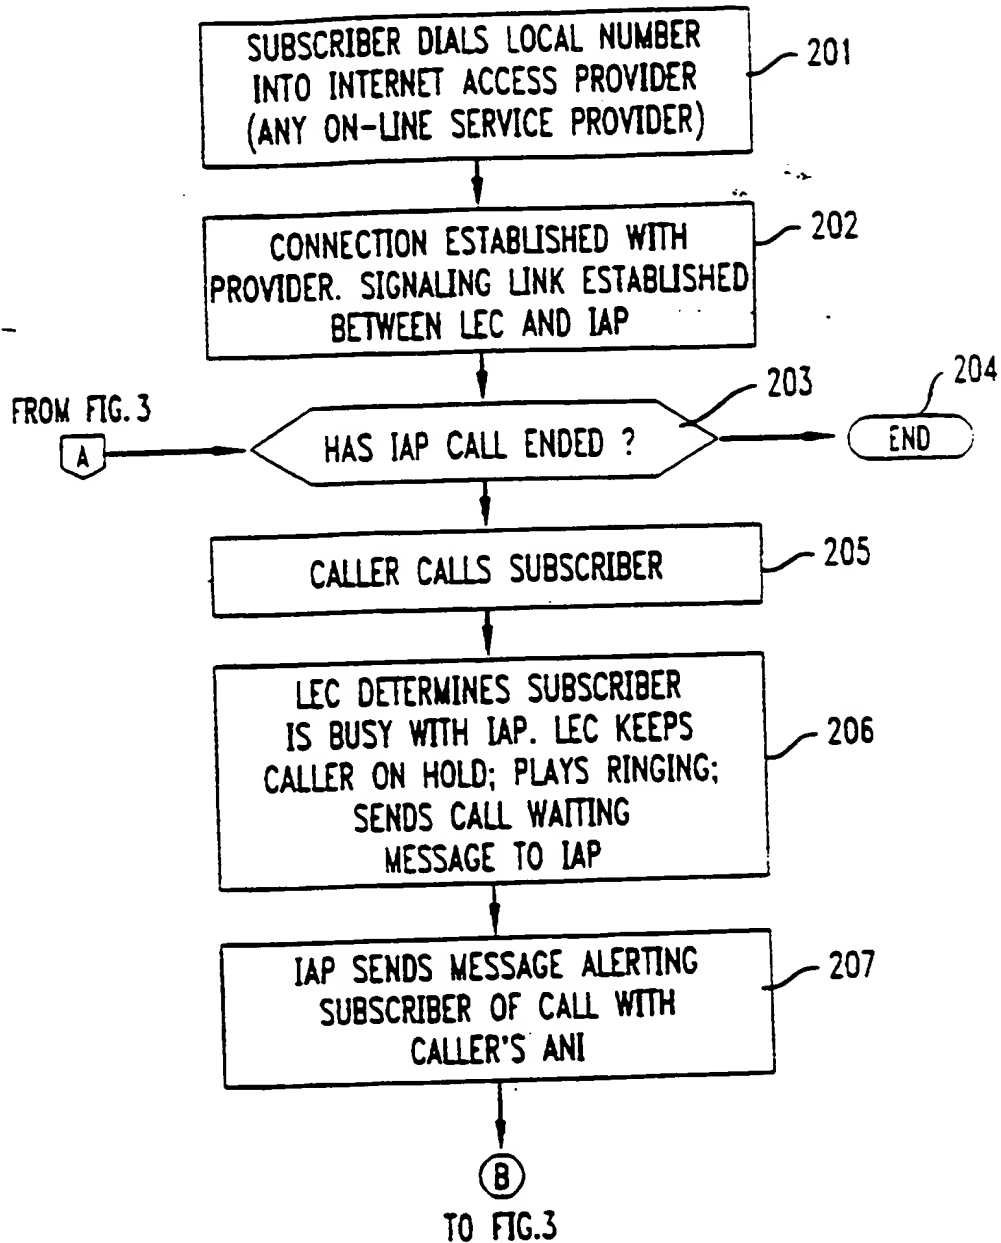 SUBSCRIBER DIALS LOCAL NUMBER
INTO INTERNET ACCESS PROVIDER
(ANY ON-LINE SERVICE PROVIDER)
201
CONNECTION ESTABLISHED WITH
PROVIDER. SIGNALING LINK ESTABLISHED
BETWEEN LEC AND IAP
202
FROM FIG. 3
A
HAS IAP CALL ENDED ?
203
END
204
CALLER CALLS SUBSCRIBER
205
LEC DETERMINES SUBSCRIBER
IS BUSY WITH IAP. LEC KEEPS
CALLER ON HOLD; PLAYS RINGING;
SENDS CALL WAITING
MESSAGE TO IAP
206
IAP SENDS MESSAGE ALERTING
SUBSCRIBER OF CALL WITH
CALLER'S ANI
207
B
TO FIG.3